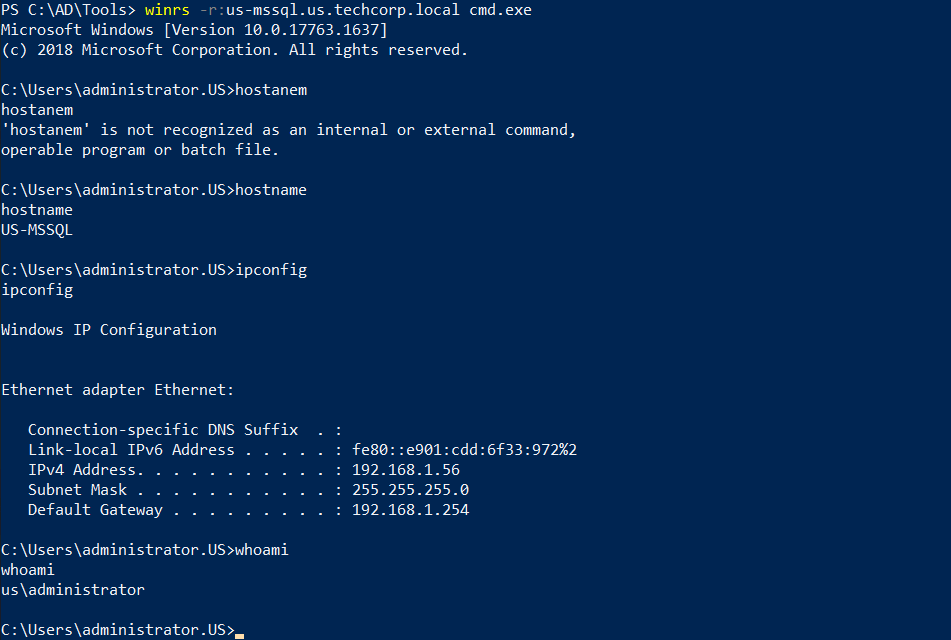 PS C:\AD\Tools> winrs -r:us-mssql.us.techcorp.local cmd.exe
Microsoft Windows [Version 10.0.17763.1637]
(c) 2018 Microsoft Corporation. All rights reserved.
C:\Users\administrator.US>hostanem
hostanem
'hostanem' is not recognized as an internal or external command,
operable program or batch file.
C:\Users\administrator.US>hostname
hostname
US-MSSQL
C:\Users\administrator.US>ipconfig
ipconfig
Windows IP Configuration
Ethernet adapter Ethernet:
Connection-specific DNS Suffix  . :
Link-local IPv6 Address . . . . . : fe80::e901:cdd:6f33:972%2
IPv4 Address. . . . . . . . . . . : 192.168.1.56
Subnet Mask . . . . . . . . . . . : 255.255.255.0
Default Gateway . . . . . . . . . : 192.168.1.254
C:\Users\administrator.US>whoami
whoami
us\administrator
C:\Users\administrator.US>